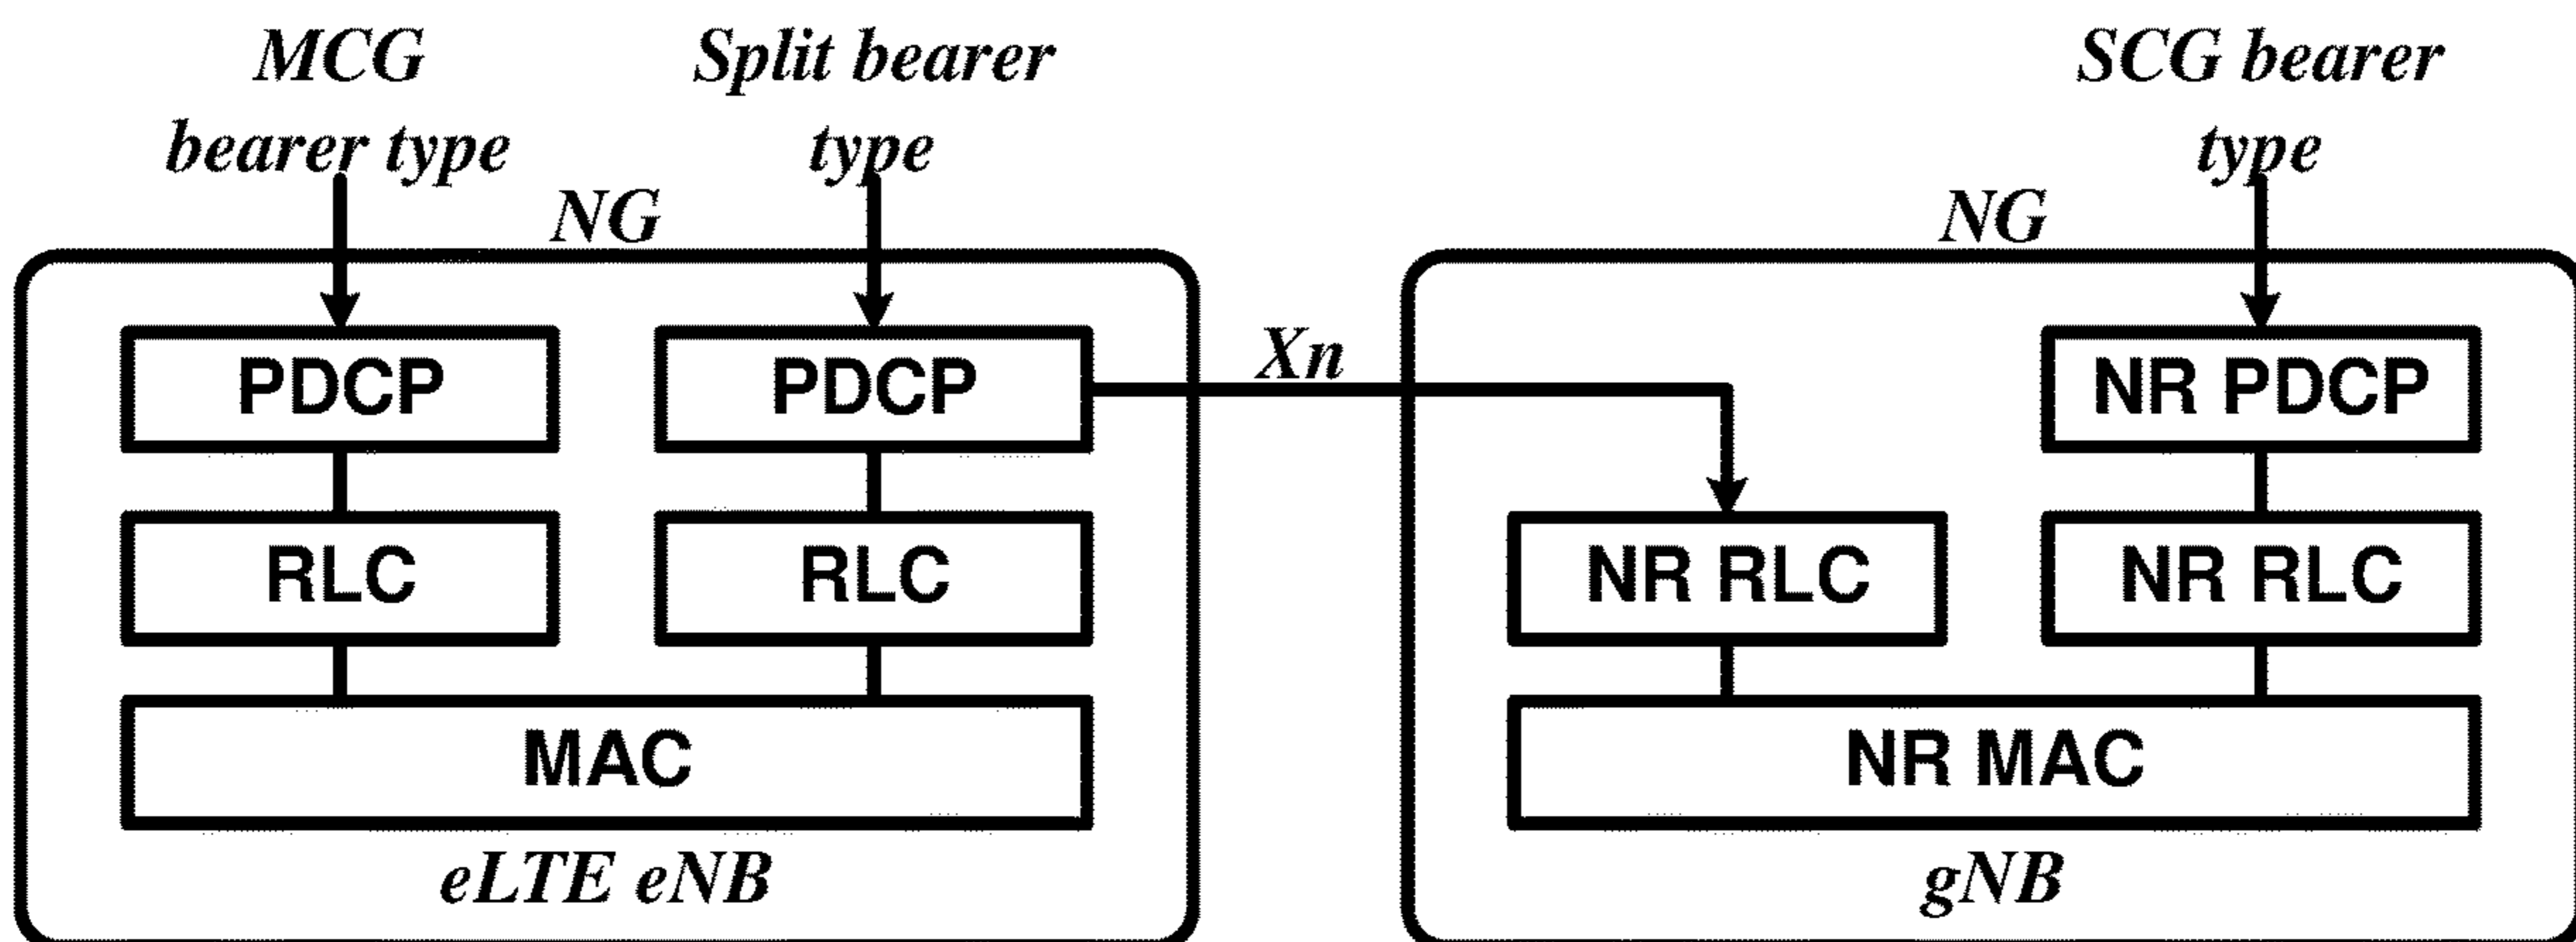 MCG
bearer type
Split bearer
type
SCG bearer
type
NG
NG
Xn
PDCP
PDCP
NR PDCP
RLC
RLC
NR RLC
NR RLC
MAC
NR MAC
eLTE eNB
gNB